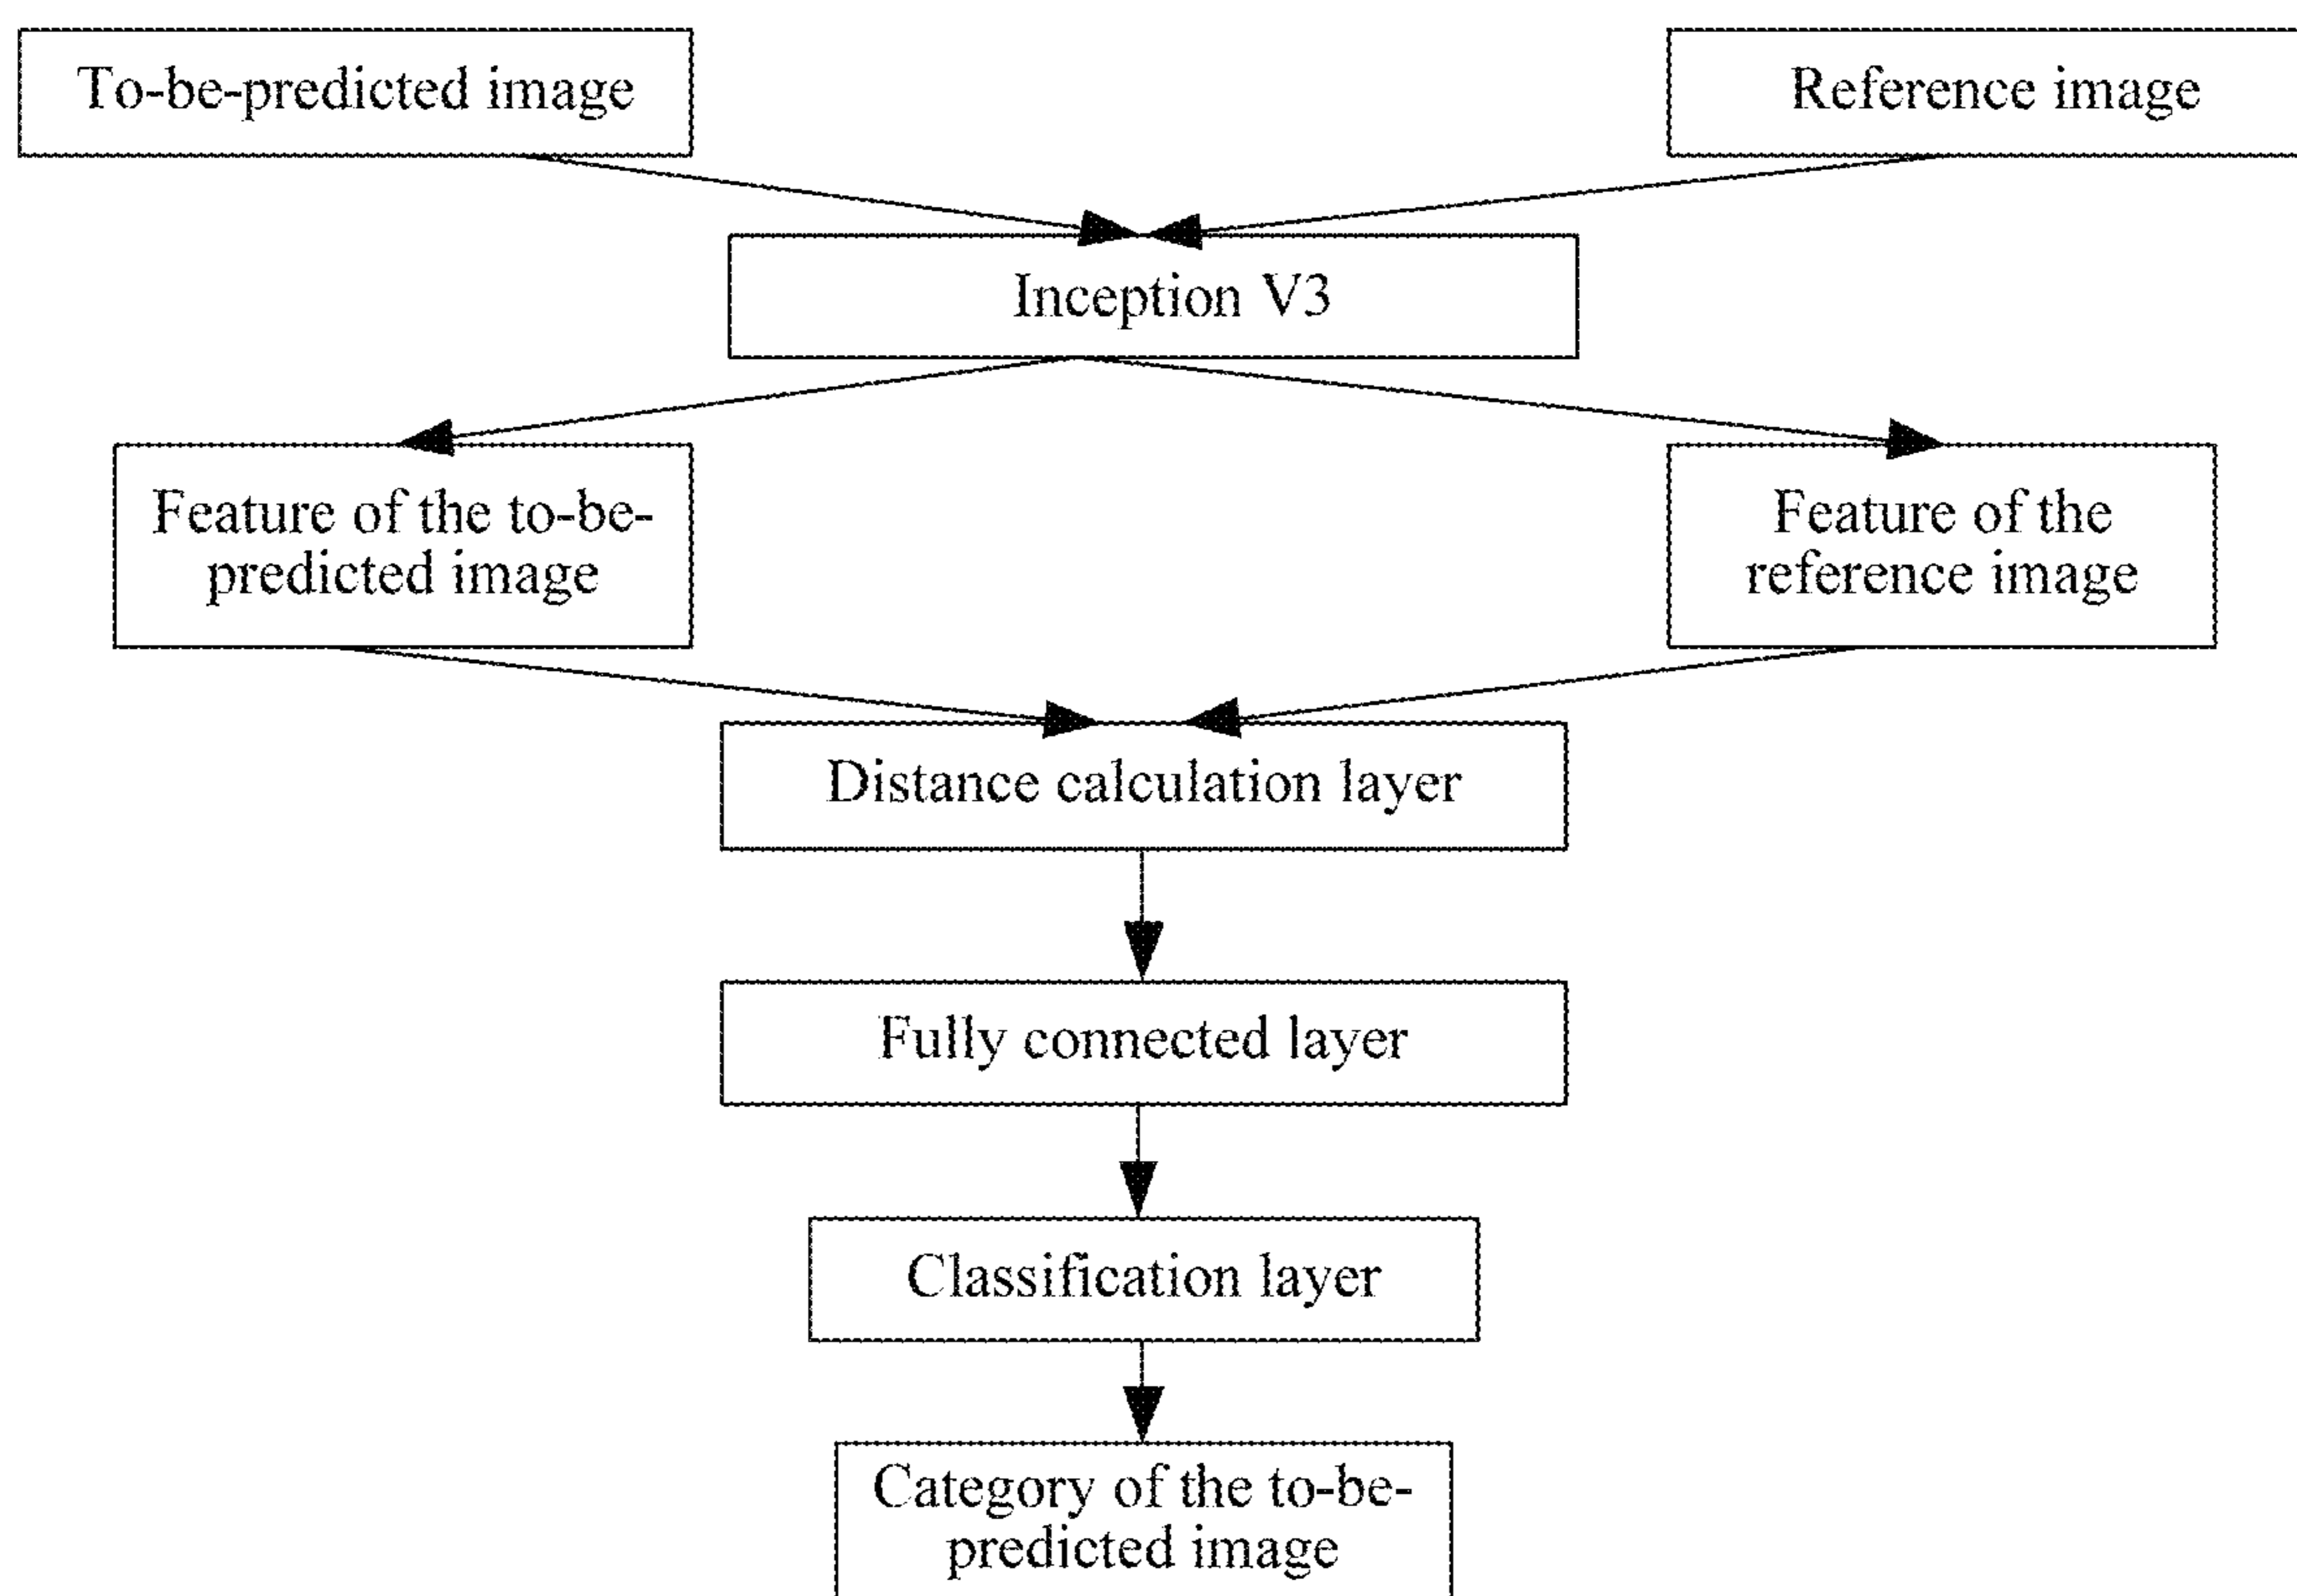 To-be-predicted image
Reference image
Inception V3
Feature of the to-be-
predicted image
Feature of the
reference image
Distance calculation layer
Fully connected layer
Classification layer
Category of the to-be-
predicted image